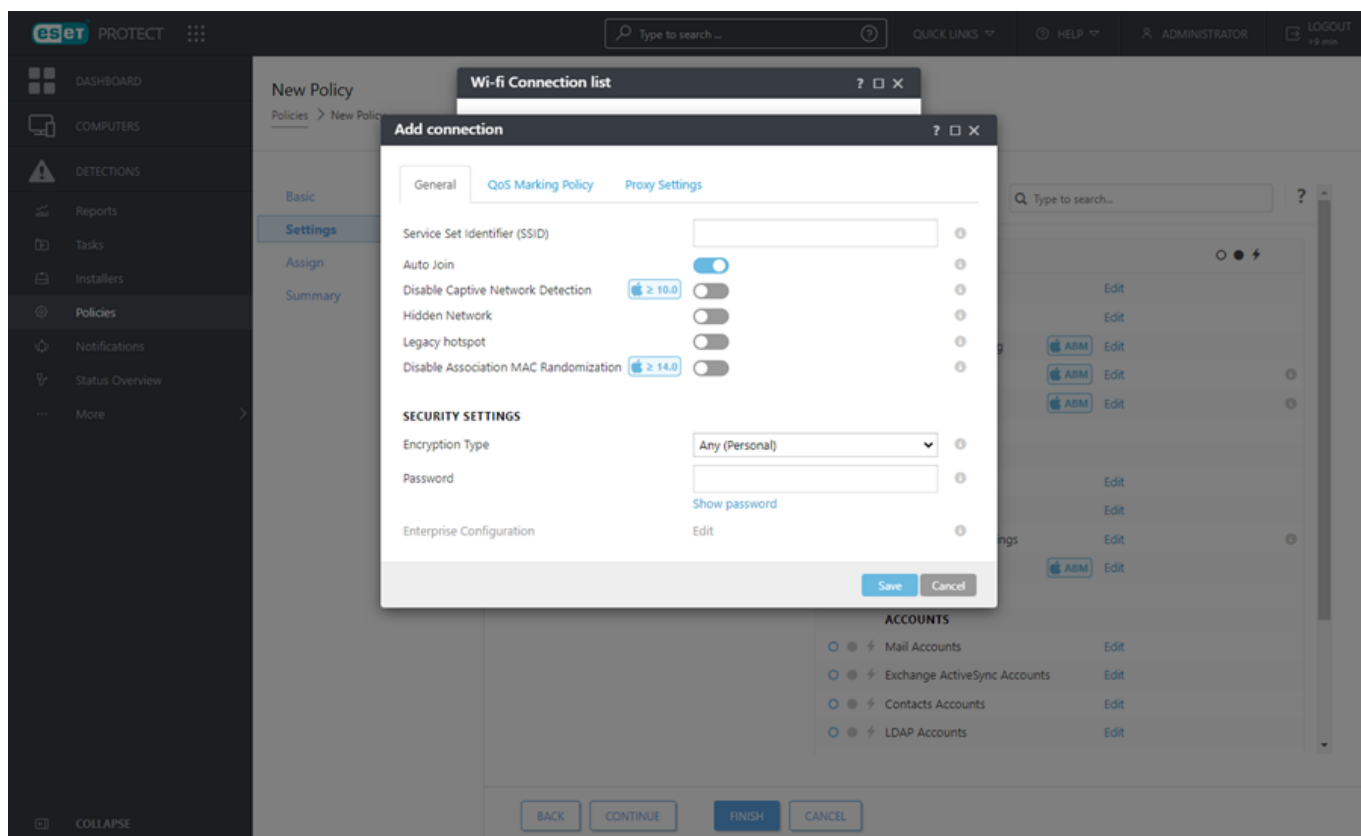 eset PROTECT
Type to search ...
QUICK LINKS
HELP
ADMINISTRATOR
LOGOUT
>9 min
DASHBOARD
COMPUTERS
DETECTIONS
Reports
Tasks
Installers
Policies
Notifications
Status Overview
More
COLLAPSE
New Policy
Policies > New Polic
Basic
Settings
Assign
Summary
Wi-fi Connection list
Add connection
General QoS Marking Policy Proxy Settings
Service Set Identifier (SSID)
Auto Join
Disable Captive Network Detection ≥ 10.0
Hidden Network
Legacy hotspot
Disable Association MAC Randomization ≥ 14.0
SECURITY SETTINGS
Encryption Type Any (Personal)
Password
Show password
Enterprise Configuration Edit
Save Cancel
Type to search...
?
Edit
Edit
g ABM Edit
ABM Edit
ABM Edit
Edit
Edit
ings Edit
ABM Edit
ACCOUNTS
Mail Accounts Edit
Exchange ActiveSync Accounts Edit
Contacts Accounts Edit
LDAP Accounts Edit
BACK CONTINUE FINISH CANCEL